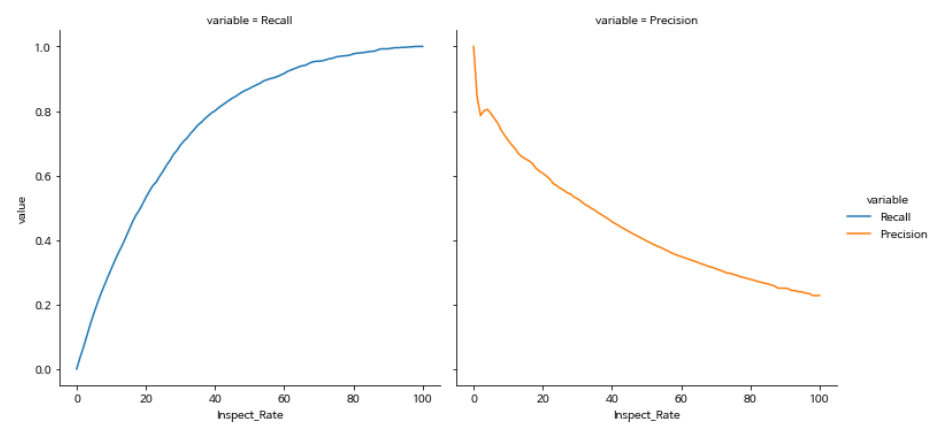 variable = Recall
variable = Precision
1.0
0.8
0.6
0.4
0.2
0.0
value
0 20 40 60 80 100
0 20 40 60 80 100
Inspect_Rate
Inspect_Rate
variable
Recall
Precision